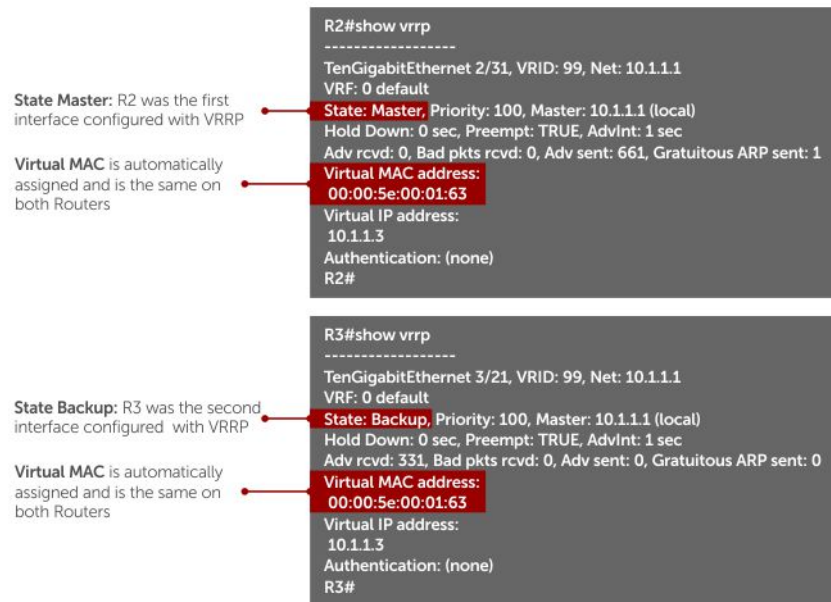 R2#show vrrp
------------------
TenGigabitEthernet 2/31, VRID: 99, Net: 10.1.1.1
VRF: 0 default
State: Master, Priority: 100, Master: 10.1.1.1 (local)
Hold Down: 0 sec, Preempt: TRUE, AdvInt: 1 sec
Adv rcvd: 0, Bad pkts rcvd: 0, Adv sent: 661, Gratuitous ARP sent: 1
Virtual MAC address:
00:00:5e:00:01:63
Virtual IP address:
10.1.1.3
Authentication: (none)
R2#
State Master: R2 was the first
interface configured with VRRP
Virtual MAC is automatically
assigned and is the same on
both Routers
R3#show vrrp
------------------
TenGigabitEthernet 3/21, VRID: 99, Net: 10.1.1.1
VRF: 0 default
State: Backup, Priority: 100, Master: 10.1.1.1 (local)
Hold Down: 0 sec, Preempt: TRUE, AdvInt: 1 sec
Adv rcvd: 331, Bad pkts rcvd: 0, Adv sent: 0, Gratuitous ARP sent: 0
Virtual MAC address:
00:00:5e:00:01:63
Virtual IP address:
10.1.1.3
Authentication: (none)
R3#
State Backup: R3 was the second
interface configured with VRRP
Virtual MAC is automatically
assigned and is the same on
both Routers